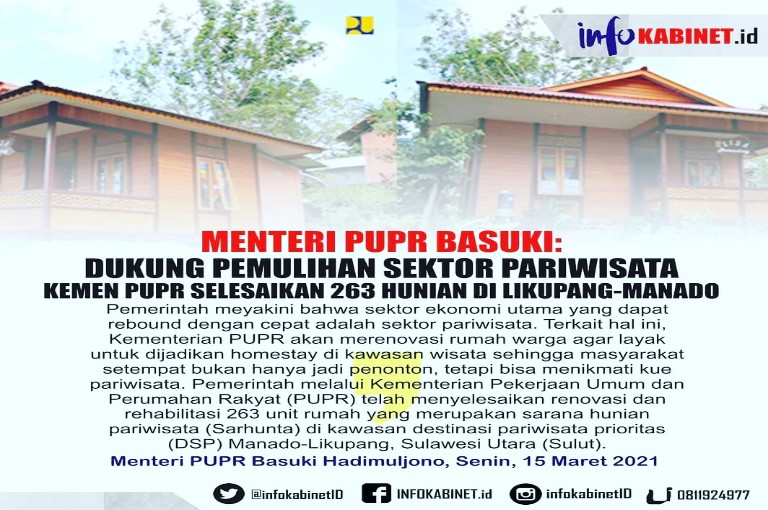 infoKABINET.id
PU
MENTERI PUPR BASUKI:
DUKUNG PEMULIHAN SEKTOR PARIWISATA
KEMEN PUPR SELESAIKAN 263 HUNIAN DI LIKUPANG-MANADO
Pemerintah meyakini bahwa sektor ekonomi utama yang dapat
rebound dengan cepat adalah sektor pariwisata. Terkait hal ini,
Kementerian PUPR akan merenovasi rumah warga agar layak
untuk dijadikan homestay di kawasan wisata sehingga masyarakat
setempat bukan hanya jadi penonton, tetapi bisa menikmati kue
pariwisata. Pemerintah melalui Kementerian Pekerjaan Umum dan
Perumahan Rakyat (PUPR) telah menyelesaikan renovasi dan
rehabilitasi 263 unit rumah yang merupakan sarana hunian
pariwisata (Sarhunta) di kawasan destinasi pariwisata prioritas
(DSP) Manado-Likupang, Sulawesi Utara (Sulut).
Menteri PUPR Basuki Hadimuljono, Senin, 15 Maret 2021
@infokabinetID INFOKABINET.id infokabinetID 0811924977